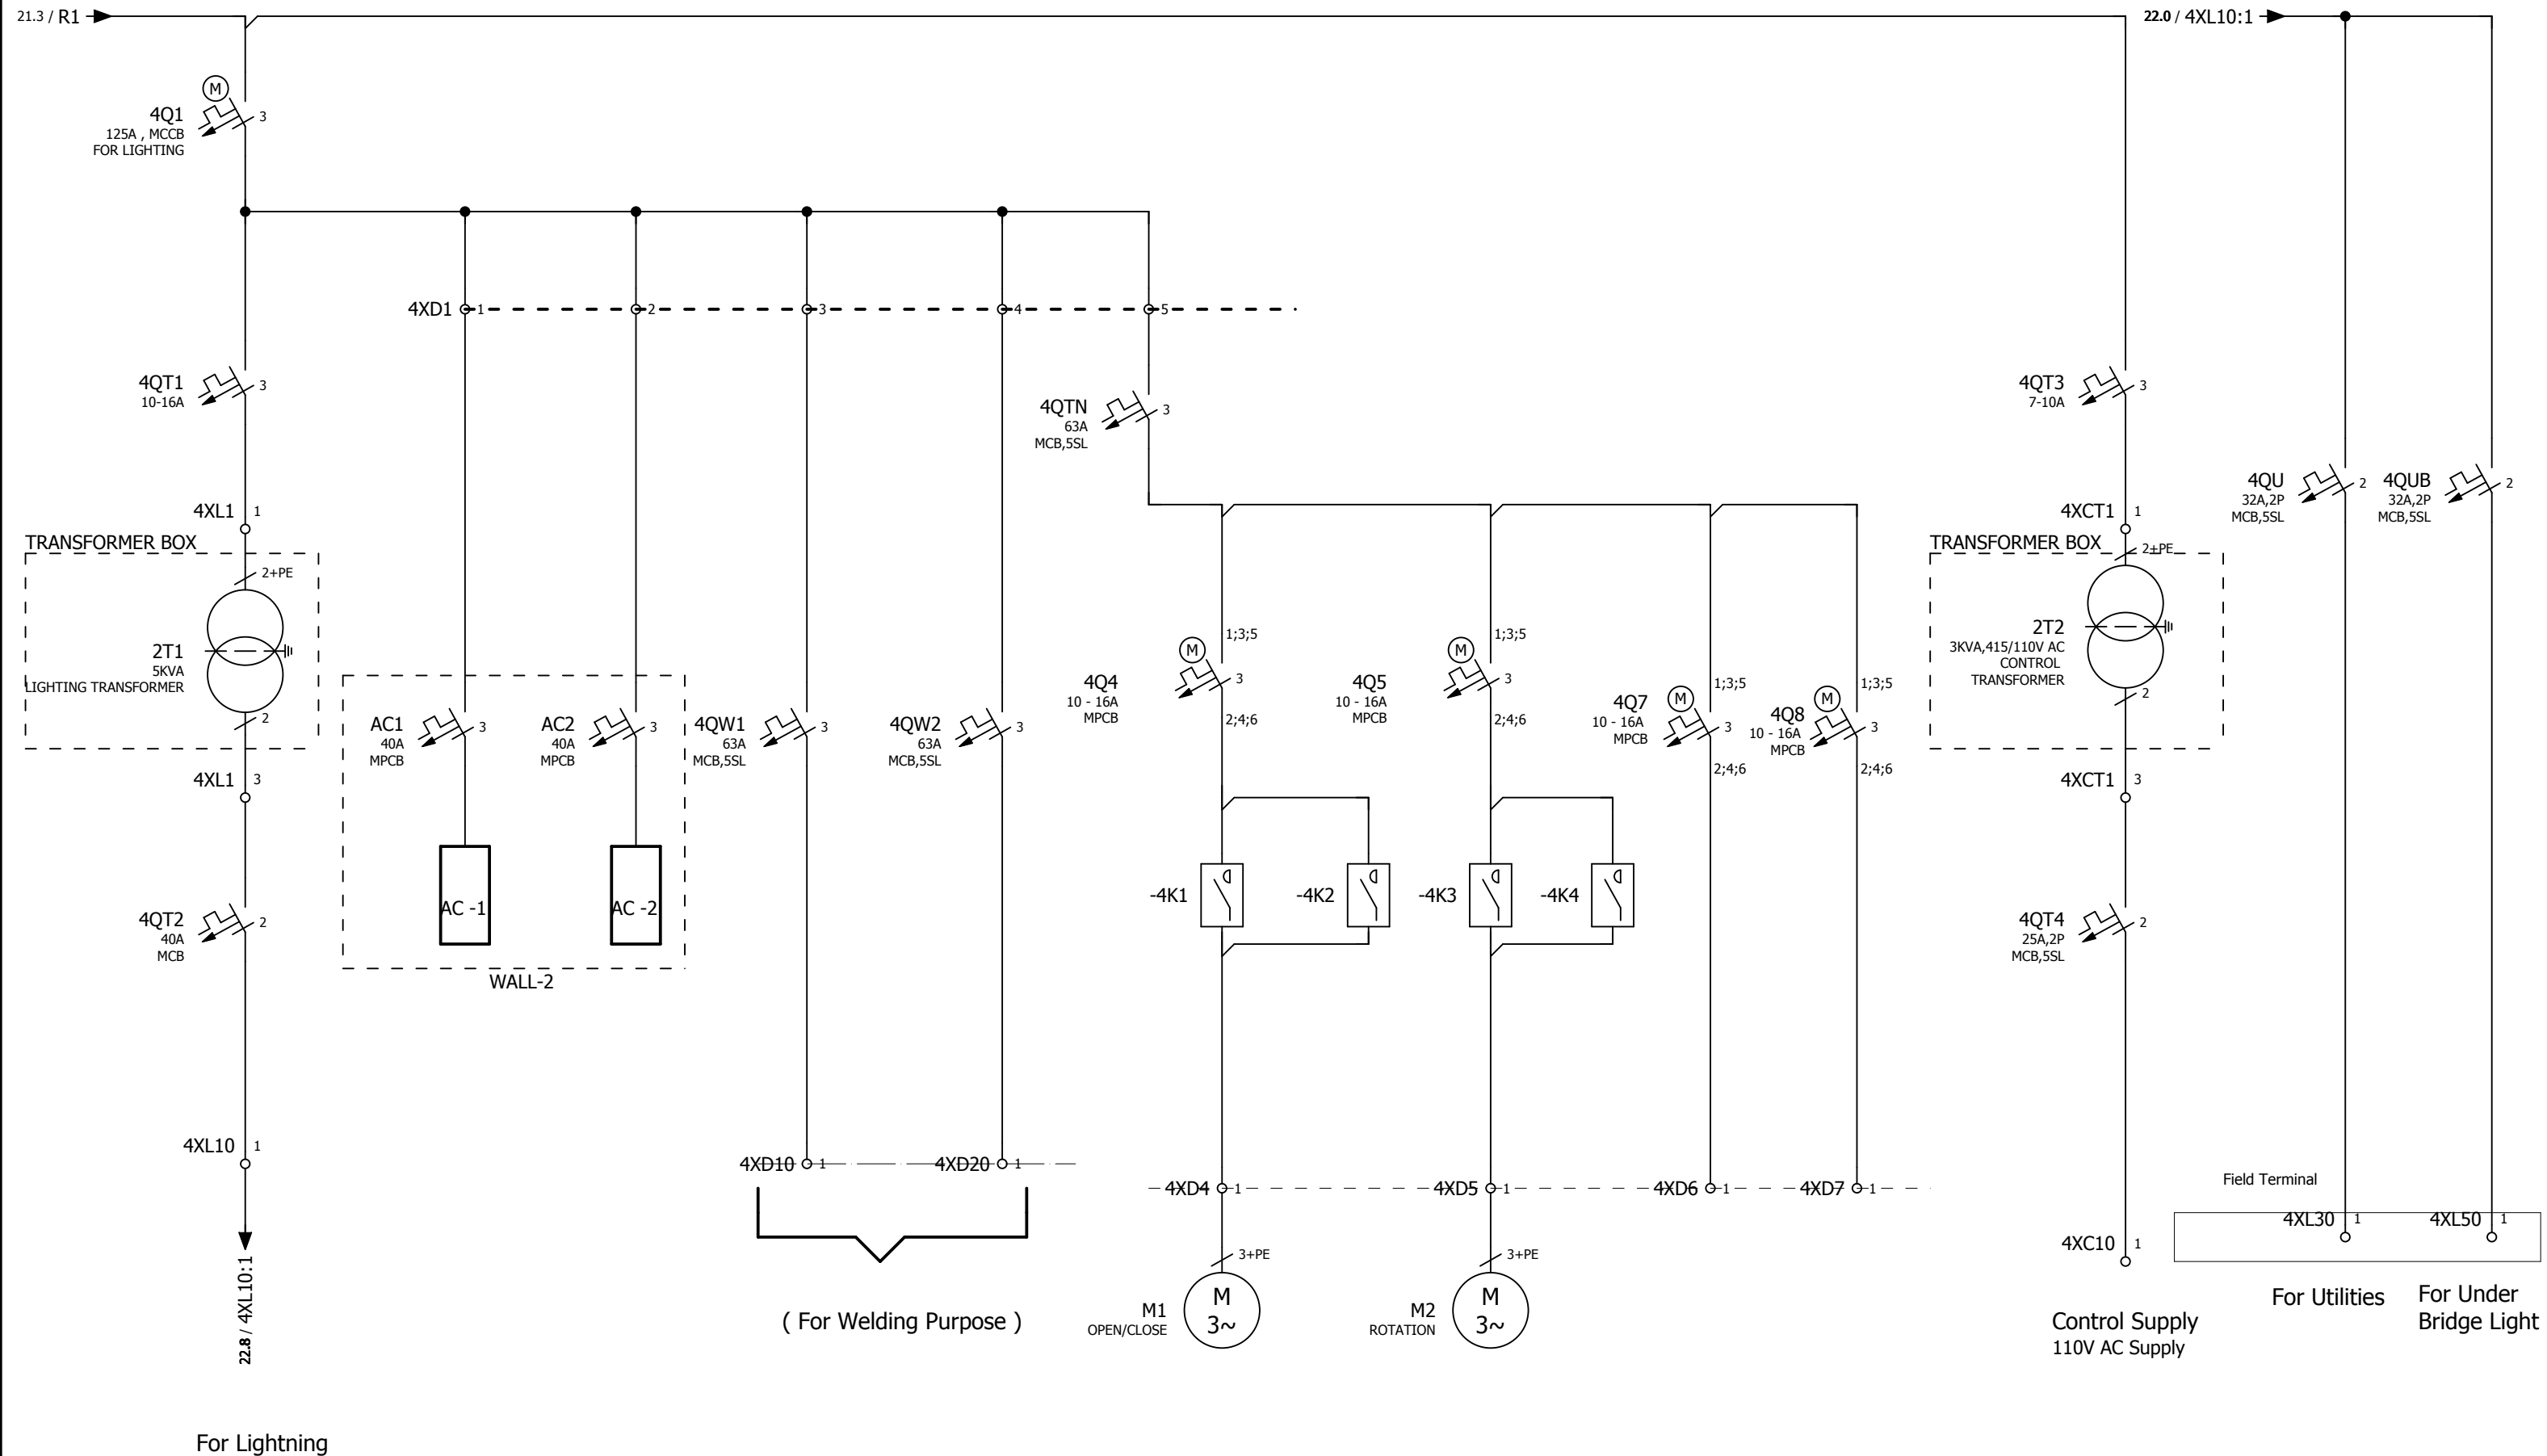 21.3 / R1
22.0 / 4XL10:1
M
4Q1
125A , MCCB
FOR LIGHTING
3
4XD1
1
2
3
4
5
4QT1
10-16A
3
4QTN
63A
MCB,5SL
3
4QT3
7-10A
3
4QU
32A,2P
MCB,5SL
2
4QUB
32A,2P
MCB,5SL
2
4XL1 1
TRANSFORMER BOX
2+PE
2T1
5KVA
LIGHTING TRANSFORMER
2
4XL1 3
4XCT1 1
TRANSFORMER BOX
2+PE
2T2
3KVA,415/110V AC
CONTROL
TRANSFORMER
2
4XCT1 3
AC1
40A
MPCB
3
AC2
40A
MPCB
3
4QW1
63A
MCB,5SL
3
4QW2
63A
MCB,5SL
3
1;3;5
M
4Q4
10 - 16A
MPCB
3
2;4;6
1;3;5
M
4Q5
10 - 16A
MPCB
3
2;4;6
1;3;5
M
4Q7
10 - 16A
MPCB
3
2;4;6
1;3;5
M
4Q8
10 - 16A
MPCB
3
2;4;6
AC -1
AC -2
WALL-2
-4K1
-4K2
-4K3
-4K4
4QT2
40A
MCB
2
4QT4
25A,2P
MCB,5SL
2
4XL10 1
4XD10 1
4XD20 1
4XD4 1
4XD5 1
4XD6 1
4XD7 1
Field Terminal
4XL30 1
4XL50 1
4XC10 1
22.8 / 4XL10:1
3+PE
3+PE
M1
OPEN/CLOSE
M
3~
M2
ROTATION
M
3~
( For Welding Purpose )
Control Supply
110V AC Supply
For Utilities
For Under
Bridge Light
For Lightning